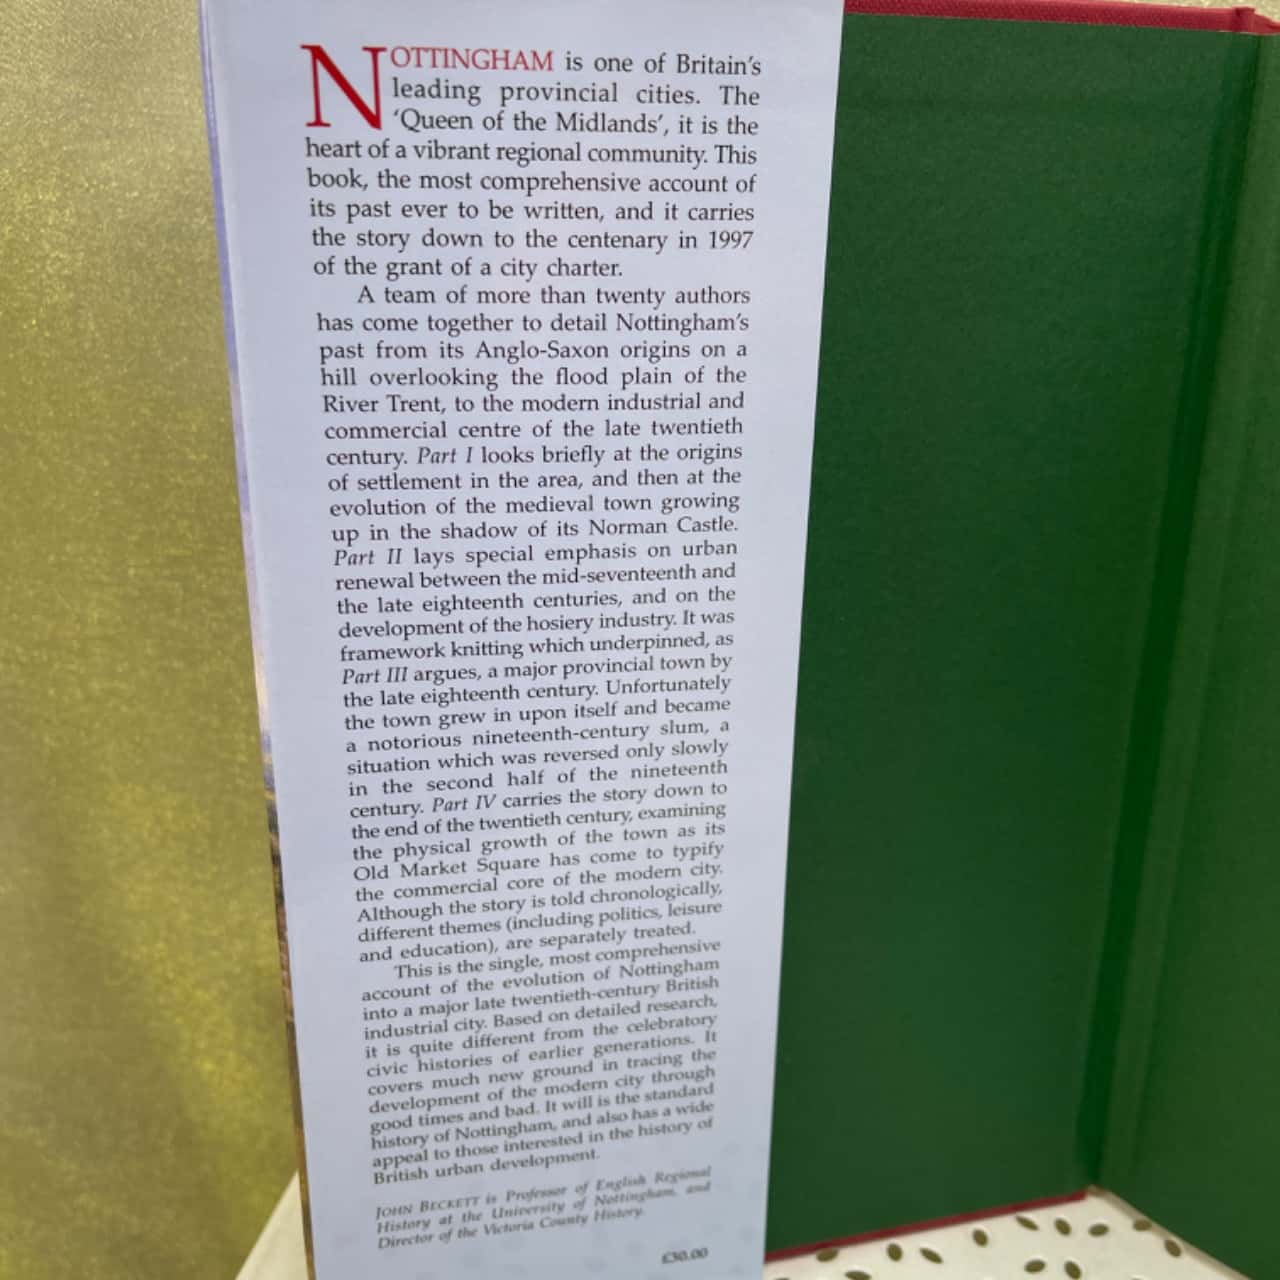 NOTTINGHAM is one of Britain's
leading provincial cities. The
'Queen of the Midlands', it is the
heart of a vibrant regional community. This
book, the most comprehensive account of
its past ever to be written, and it carries
the story down to the centenary in 1997
of the grant of a city charter.
A team of more than twenty authors
has come together to detail Nottingham's
past from its Anglo-Saxon origins on a
hill overlooking the flood plain of the
River Trent, to the modern industrial and
commercial centre of the late twentieth
century. Part I looks briefly at the origins
of settlement in the area, and then at the
evolution of the medieval town growing
up in the shadow of its Norman Castle.
Part II lays special emphasis on urban
renewal between the mid-seventeenth and
the late eighteenth centuries, and on the
development of the hosiery industry. It was
framework knitting which underpinned, as
Part III argues, a major provincial town by
the late eighteenth century. Unfortunately
the town grew in upon itself and became
a notorious nineteenth-century slum, a
situation which was reversed only slowly
in the second half of the nineteenth
century. Part IV carries the story down to
the end of the twentieth century, examining
the physical growth of the town as its
Old Market Square has come to typify
the commercial core of the modern city.
Although the story is told chronologically,
different themes (including politics, leisure
and education), are separately treated.
This is the single, most comprehensive
account of the evolution of Nottingham
into a major late twentieth-century British
industrial city. Based on detailed research,
it is quite different from the celebratory
civic histories of earlier generations. It
covers much new ground in tracing the
development of the modern city through
good times and bad. It will is the standard
history of Nottingham, and also has a wide
appeal to those interested in the history of
British urban development.
JOHN BECKETT is Professor of English Regional
History at the University of Nottingham, and
Director of the Victoria County History.
£30.00